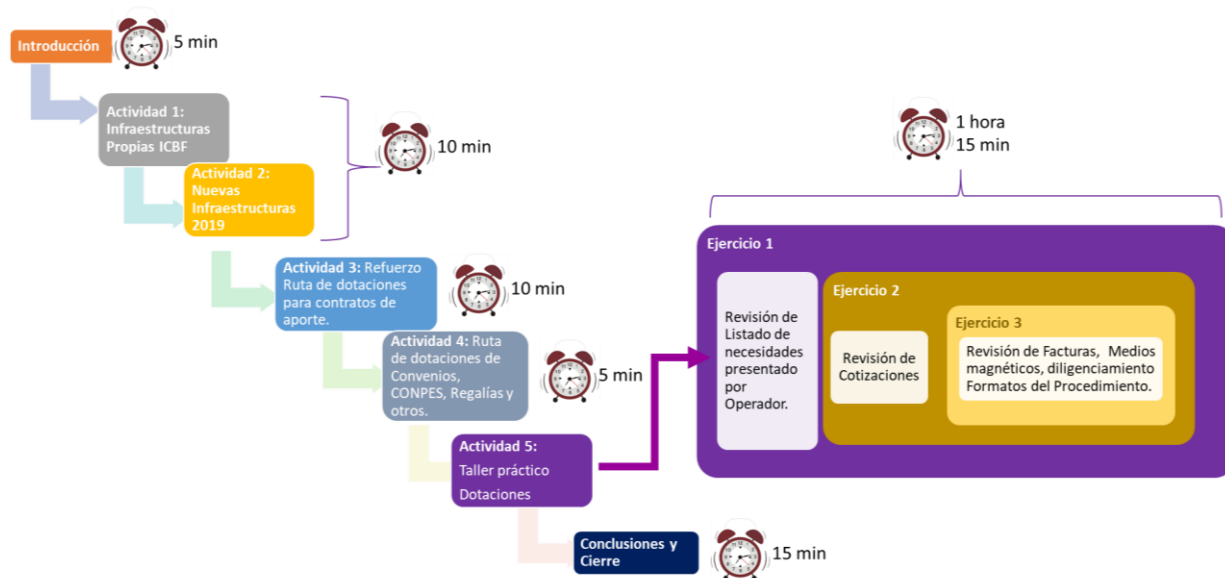 Introducción
5 min
Actividad 1:
Infraestructuras
Propias ICBF
Actividad 2:
Nuevas
Infraestructuras
2019
10 min
Actividad 3: Refuerzo
Ruta de dotaciones
para contratos de
aporte.
10 min
Actividad 4: Ruta
de dotaciones de
Convenios,
CONPES, Regalías y
otros.
5 min
Actividad 5:
Taller práctico
Dotaciones
1 hora
15 min
Ejercicio 1
Revisión de
Listado de
necesidades
presentado
por
Operador.
Ejercicio 2
Revisión de
Cotizaciones
Ejercicio 3
Revisión de Facturas, Medios
magnéticos, diligenciamiento
Formatos del Procedimiento.
Conclusiones y
Cierre
15 min